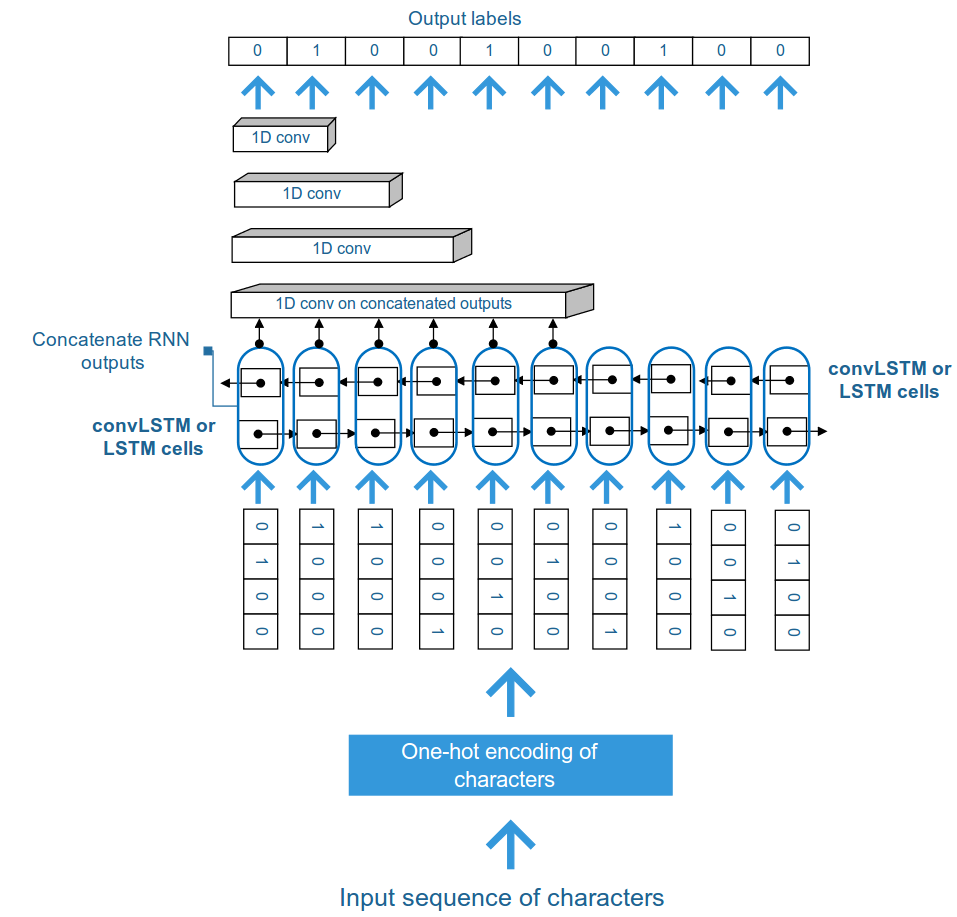 Output labels
0 1 0 0 1 0 0 1 0 0
1D conv
1D conv
1D conv
1D conv on concatenated outputs
Concatenate RNN
outputs
convLSTM or
LSTM cells
convLSTM or
LSTM cells
0 1 1 0 0 0 0 1 0 0
1 0 0 0 0 1 0 0 0 1
0 0 0 0 1 0 0 0 1 0
0 0 0 1 0 0 1 0 0 0
One-hot encoding of
characters
Input sequence of characters